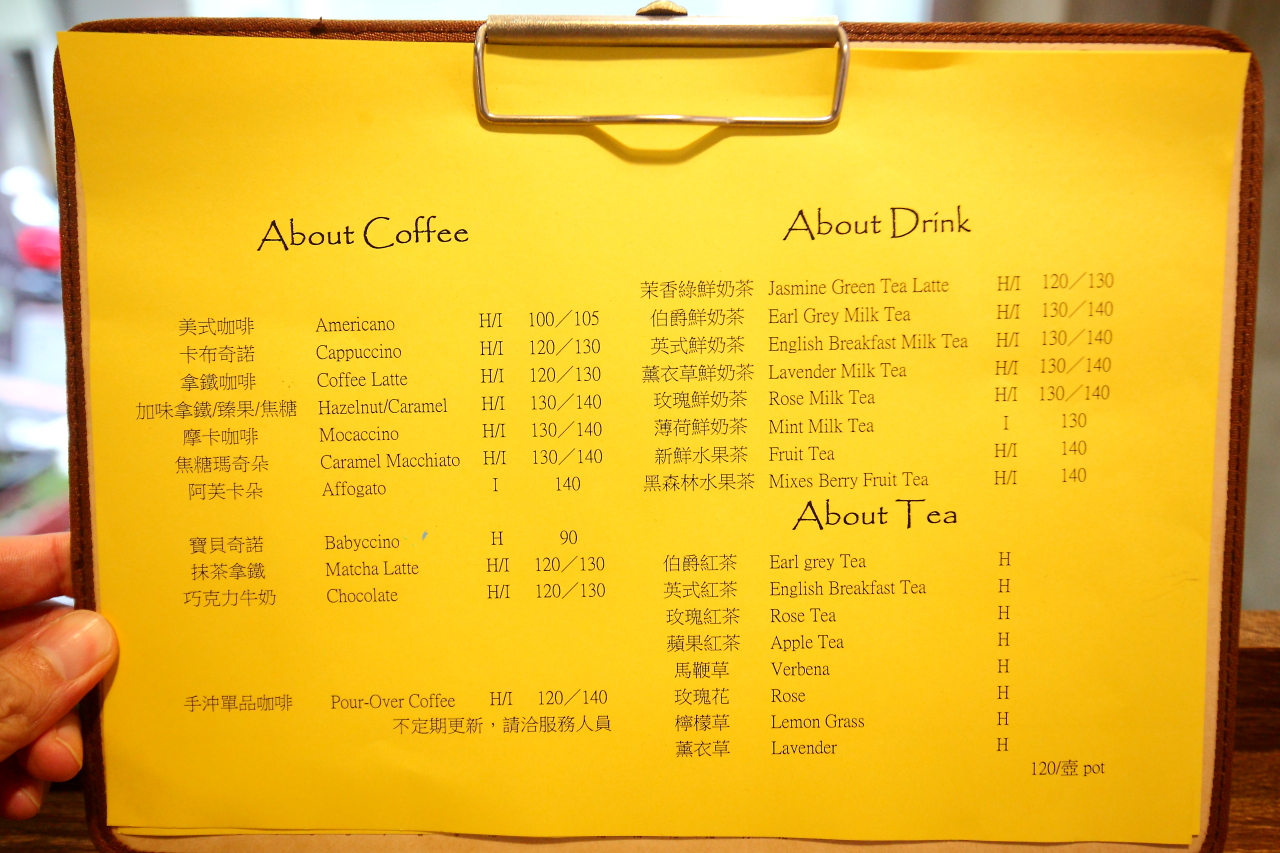 About Coffee
美式咖啡 Americano H/I 100／105
卡布奇諾 Cappuccino H/I 120／130
拿鐵咖啡 Coffee Latte H/I 120／130
加味拿鐵/臻果/焦糖 Hazelnut/Caramel H/I 130／140
摩卡咖啡 Mocaccino H/I 130／140
焦糖瑪奇朵 Caramel Macchiato H/I 130／140
阿芙卡朵 Affogato I 140
寶貝奇諾 Babyccino H 90
抹茶拿鐵 Matcha Latte H/I 120／130
巧克力牛奶 Chocolate H/I 120／130
手沖單品咖啡 Pour-Over Coffee H/I 120／140
不定期更新，請洽服務人員
About Drink
茉香綠鮮奶茶 Jasmine Green Tea Latte H/I 120／130
伯爵鮮奶茶 Earl Grey Milk Tea H/I 130／140
英式鮮奶茶 English Breakfast Milk Tea H/I 130／140
薰衣草鮮奶茶 Lavender Milk Tea H/I 130／140
玫瑰鮮奶茶 Rose Milk Tea H/I 130／140
薄荷鮮奶茶 Mint Milk Tea I 130
新鮮水果茶 Fruit Tea H/I 140
黑森林水果茶 Mixes Berry Fruit Tea H/I 140
About Tea
伯爵紅茶 Earl grey Tea H
英式紅茶 English Breakfast Tea H
玫瑰紅茶 Rose Tea H
蘋果紅茶 Apple Tea H
馬鞭草 Verbena H
玫瑰花 Rose H
檸檬草 Lemon Grass H
薰衣草 Lavender H
120/壺 pot